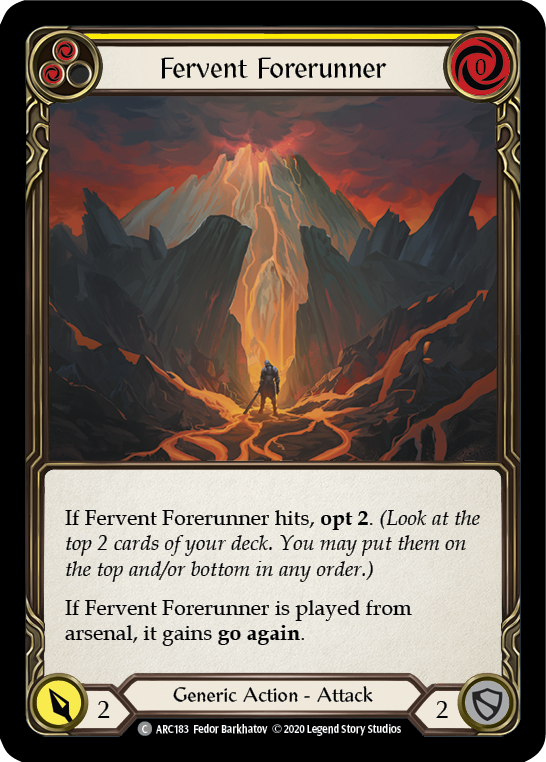 Fervent Forerunner
0
If Fervent Forerunner hits, opt 2. (Look at the
top 2 cards of your deck. You may put them on
the top and/or bottom in any order.)
If Fervent Forerunner is played from
arsenal, it gains go again.
2
Generic Action - Attack
2
C ARC183 Fedor Barkhatov ©2020 Legend Story Studios